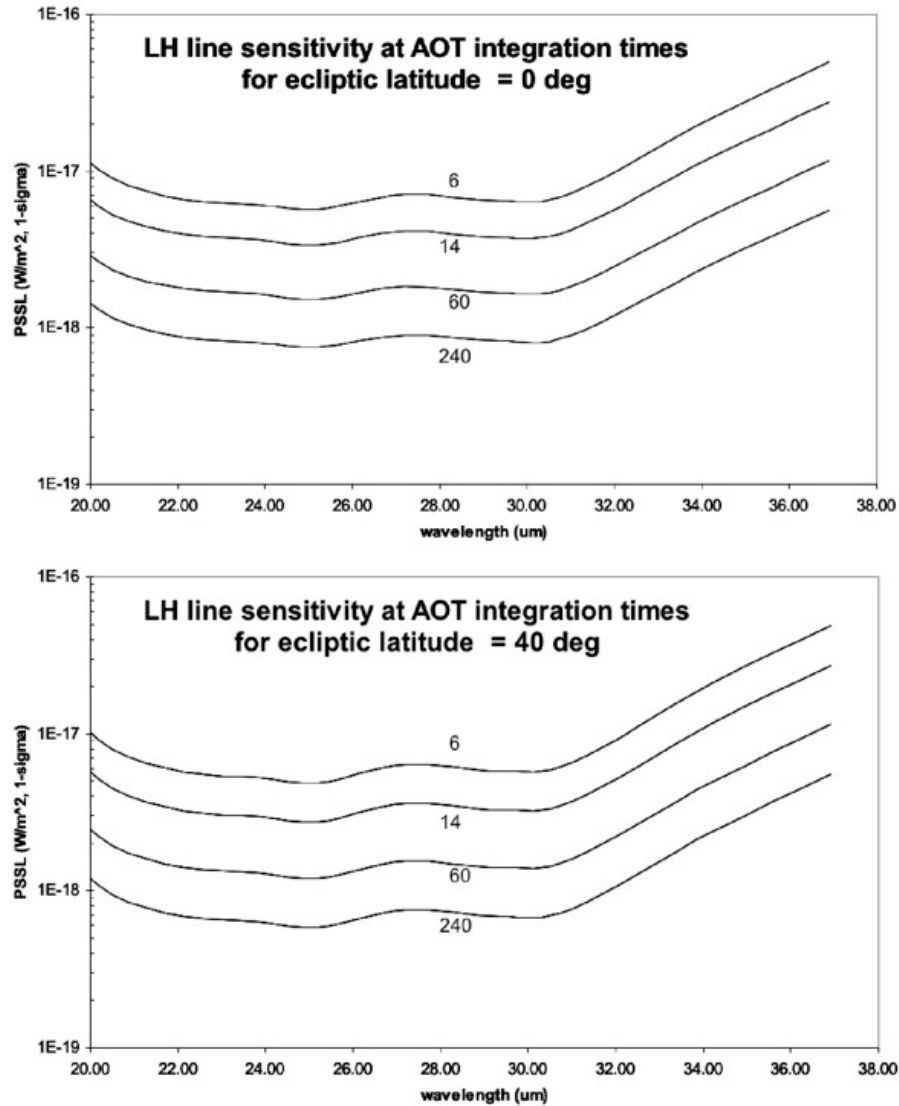 LH line sensitivity at AOT integration times
for ecliptic latitude = 0 deg
PSSL (W/m^2, 1-sigma)
1E-16
1E-17
1E-18
1E-19
6
14
60
240
20.00 22.00 24.00 26.00 28.00 30.00 32.00 34.00 36.00 38.00
wavelength (um)
LH line sensitivity at AOT integration times
for ecliptic latitude = 40 deg
PSSL (W/m^2, 1-sigma)
1E-16
1E-17
1E-18
1E-19
6
14
60
240
20.00 22.00 24.00 26.00 28.00 30.00 32.00 34.00 36.00 38.00
wavelength (um)